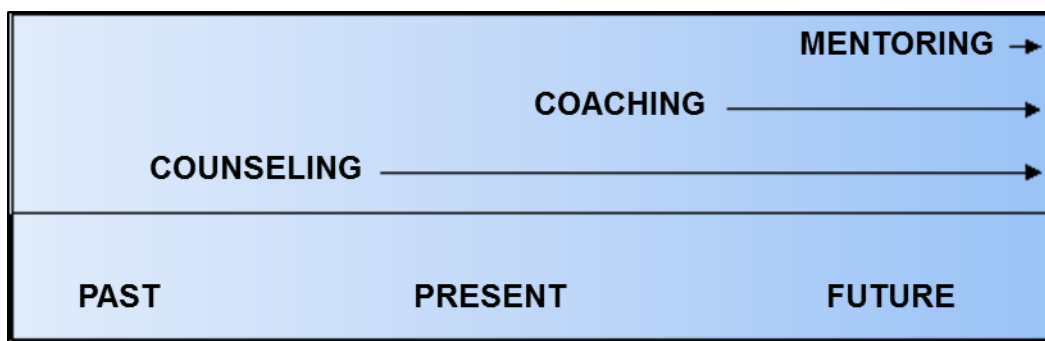 MENTORING
COACHING
COUNSELING
PAST PRESENT FUTURE